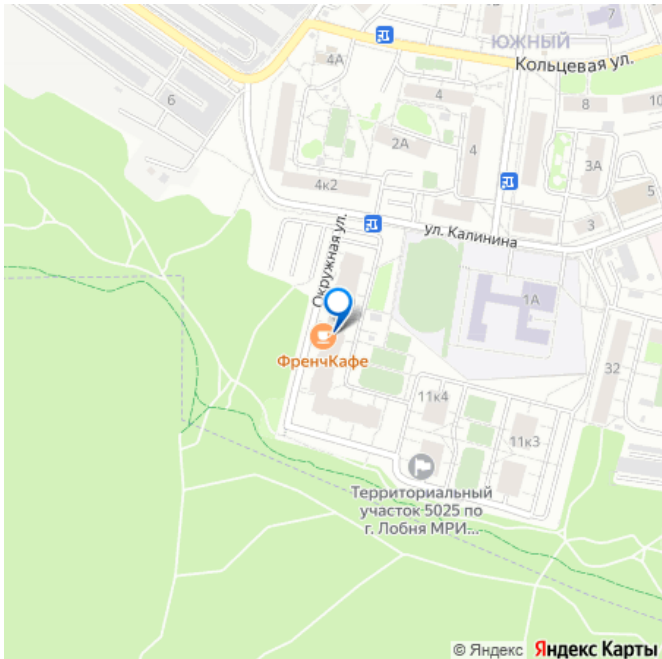 ЮЖНЫЙ
7
Кольцевая ул.
4А
6
4
8
10
2А
4
3А
4к2
5
Окружная ул.
ул. Калинина
3
1А
ФренчКафе
32
11к4
11к3
Территориальный
участок 5025 по
г. Лобня МРИ...
© Яндекс Яндекс Карты